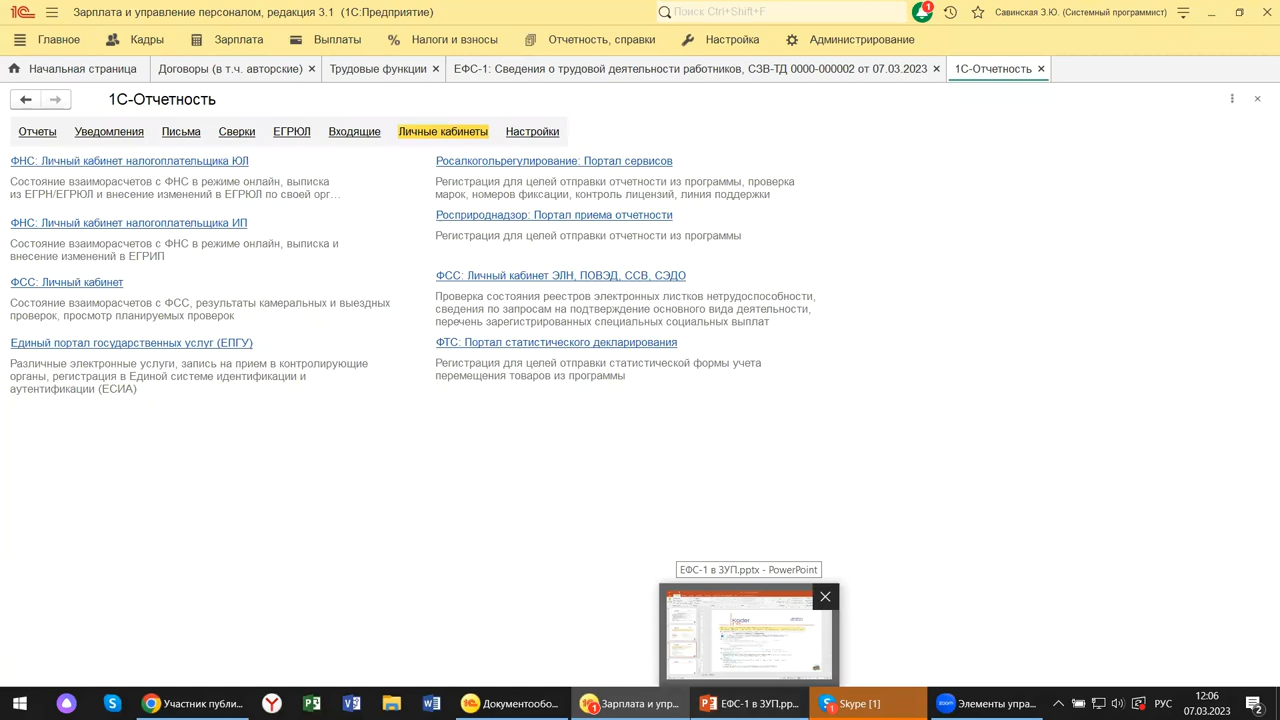 Зарплата и управление персоналом, редакция 3.1 (1С:Предприятие)
Поиск Ctrl+Shift+F
1
Савинская З.Ю. (Системный программист)
Главное
Кадры
Зарплата
Выплаты
Налоги и взносы
Отчетность, справки
Настройка
Администрирование
Начальная страница
Договоры (в т.ч. авторские)
Трудовые функции
ЕФС-1: Сведения о трудовой деятельности работников, СЗВ-ТД 0000-000002 от 07.03.2023
1С-Отчетность
1С-Отчетность
Отчеты
Уведомления
Письма
Сверки
ЕГРЮЛ
Входящие
Личные кабинеты
Настройки
ФНС: Личный кабинет налогоплательщика ЮЛ
Состояние взаиморасчетов с ФНС в режиме онлайн, выписка
из ЕГРН/ЕГРЮЛ и внесение изменений в ЕГРЮЛ по своей орг...
ФНС: Личный кабинет налогоплательщика ИП
Состояние взаиморасчетов с ФНС в режиме онлайн, выписка и
внесение изменений в ЕГРИП
ФСС: Личный кабинет
Состояние взаиморасчетов с ФСС, результаты камеральных и выездных
проверок, просмотр планируемых проверок
Единый портал государственных услуг (ЕПГУ)
Различные электронные услуги, запись на прием в контролирующие
органы, регистрация в Единой системе идентификации и
аутентификации (ЕСИА)
Росалкогольрегулирование: Портал сервисов
Регистрация для целей отправки отчетности из программы, проверка
марок, номеров фиксации, контроль лицензий, линия поддержки
Росприроднадзор: Портал приема отчетности
Регистрация для целей отправки отчетности из программы
ФСС: Личный кабинет ЭЛН, ПОВЭД, ССВ, СЭДО
Проверка состояния реестров электронных листков нетрудоспособности,
сведения по запросам на подтверждение основного вида деятельности,
перечень зарегистрированных специальных социальных выплат
ФТС: Портал статистического декларирования
Регистрация для целей отправки статистической формы учета
перемещения товаров из программы
ЕФС-1 в ЗУП.pptx - PowerPoint
Участник публи...
Документообо...
Зарплата и упр...
ЕФС-1 в ЗУП.pp...
Skype [1]
Элементы упра...
РУС
12:06
07.03.2023
2